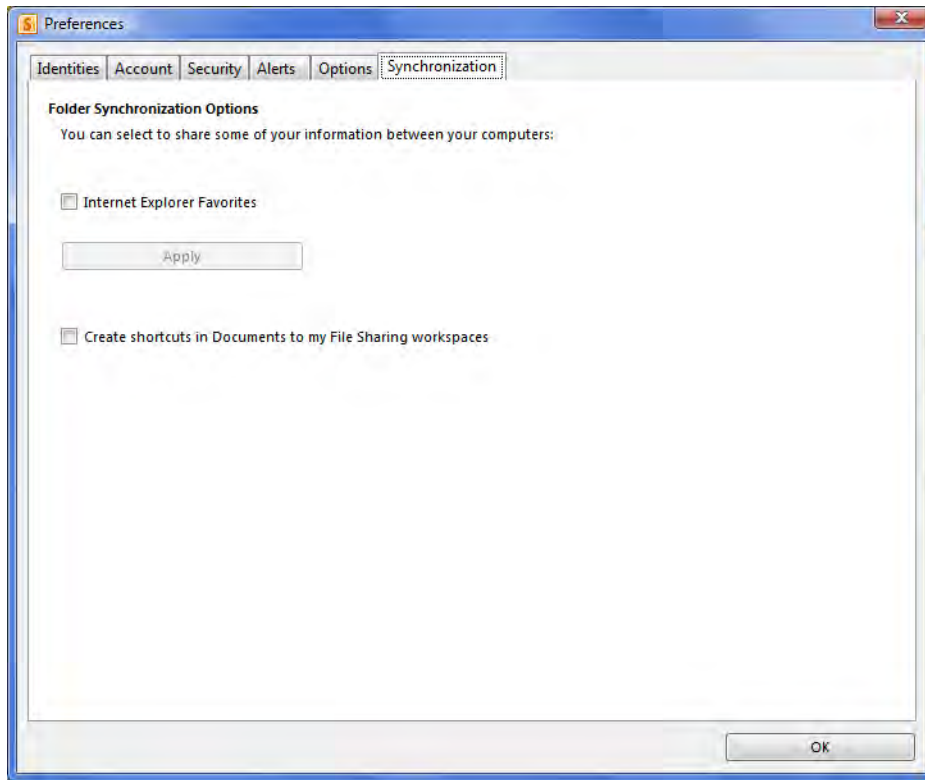 S Preferences
X
Identities Account Security Alerts Options Synchronization
Folder Synchronization Options
You can select to share some of your information between your computers:
Internet Explorer Favorites
Apply
Create shortcuts in Documents to my File Sharing workspaces
OK